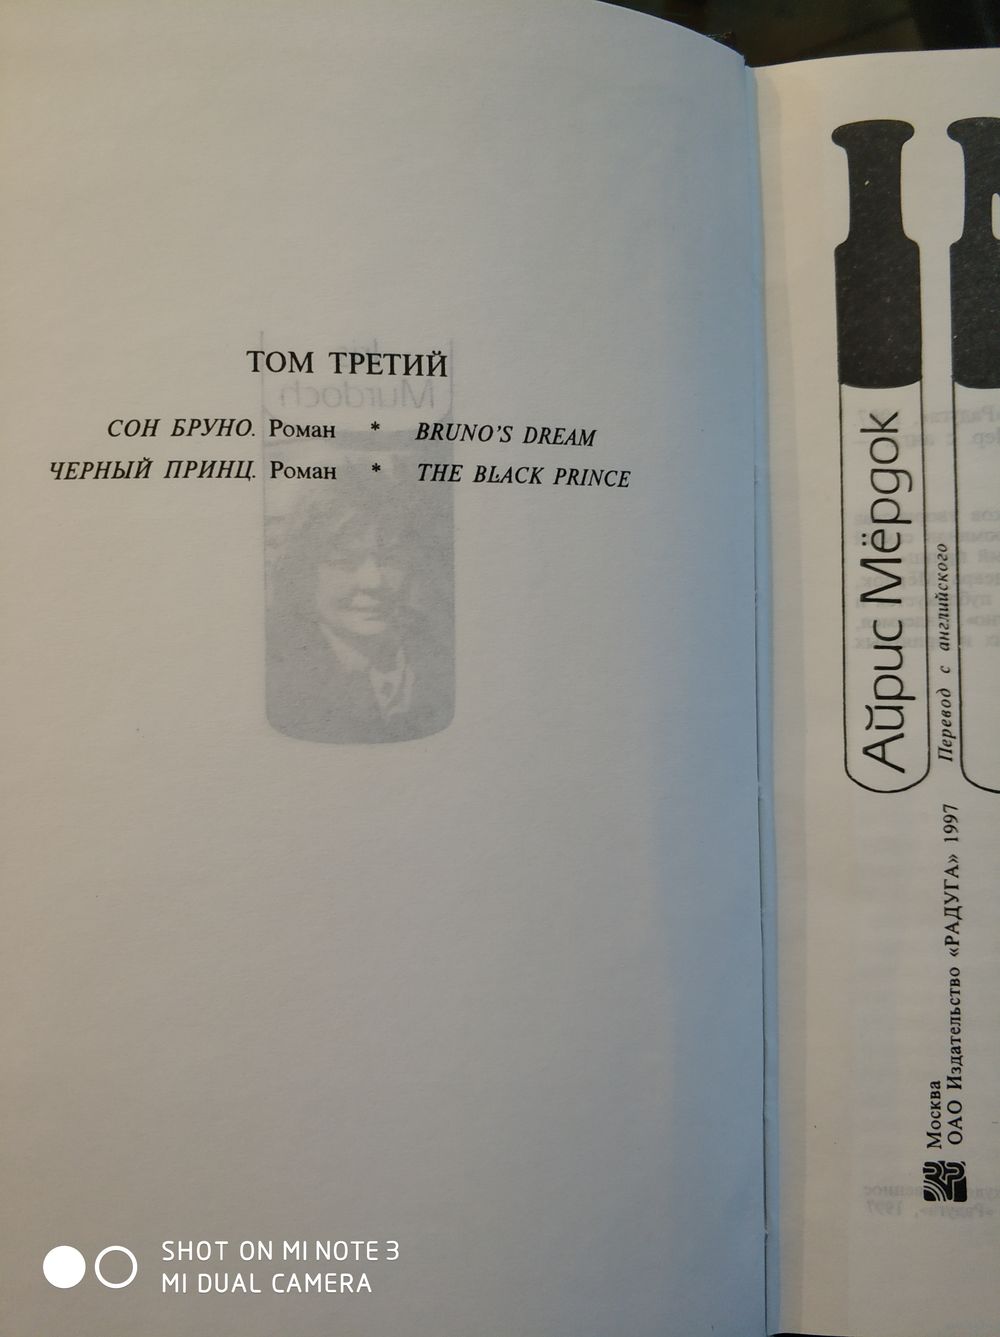 ТОМ ТРЕТИЙ
СОН БРУНО. Роман * BRUNO'S DREAM
ЧЕРНЫЙ ПРИНЦ. Роман * THE BLACK PRINCE
Murdoch
Айрис Мёрдок
Перевод с английского
Москва
ОАО Издательство «РАДУГА» 1997
SHOT ON MI NOTE 3
MI DUAL CAMERA